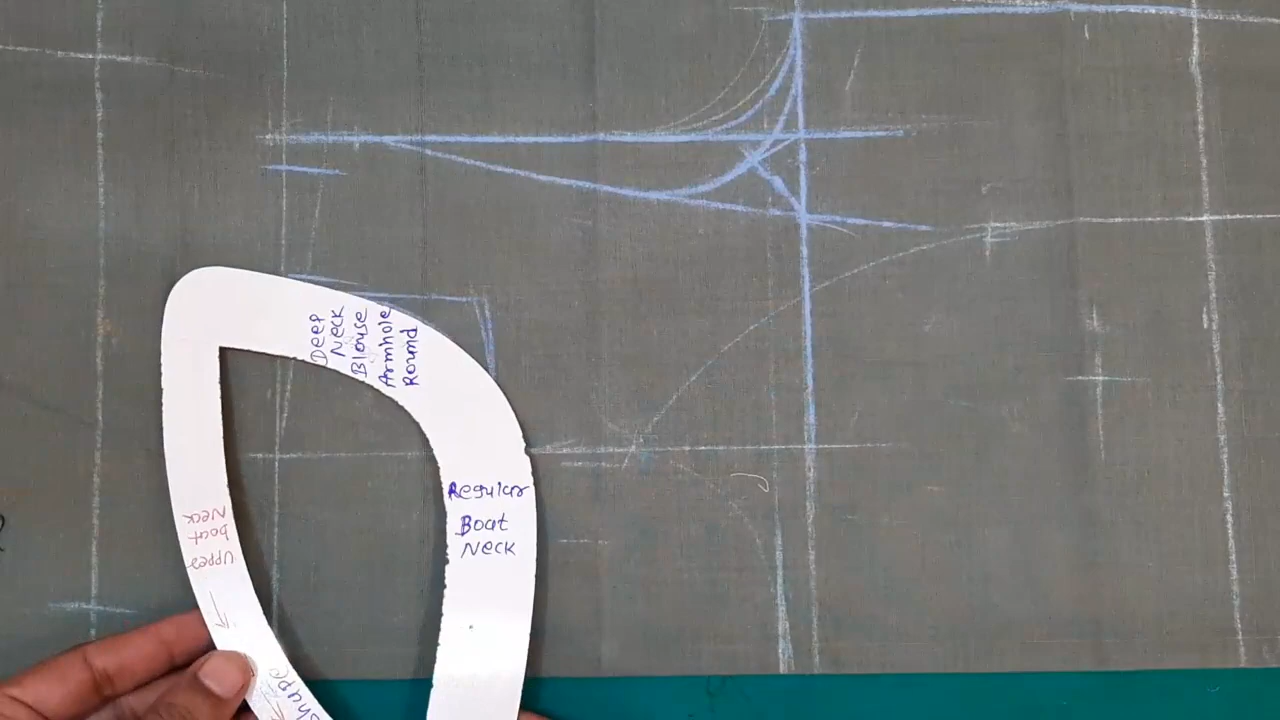 Deep
Neck
Blouse
Armhole
Round
Regular
Boat
Neck
upper
boat
Neck